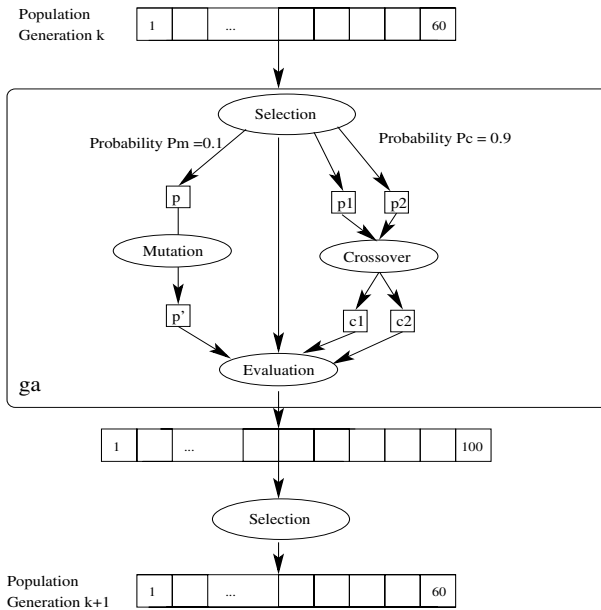 Population
Generation k
1 ... 60
Selection
Probability Pm =0.1
Probability Pc = 0.9
p
p1 p2
Mutation
Crossover
p'
c1 c2
Evaluation
ga
1 ... 100
Selection
Population
Generation k+1
1 ... 60